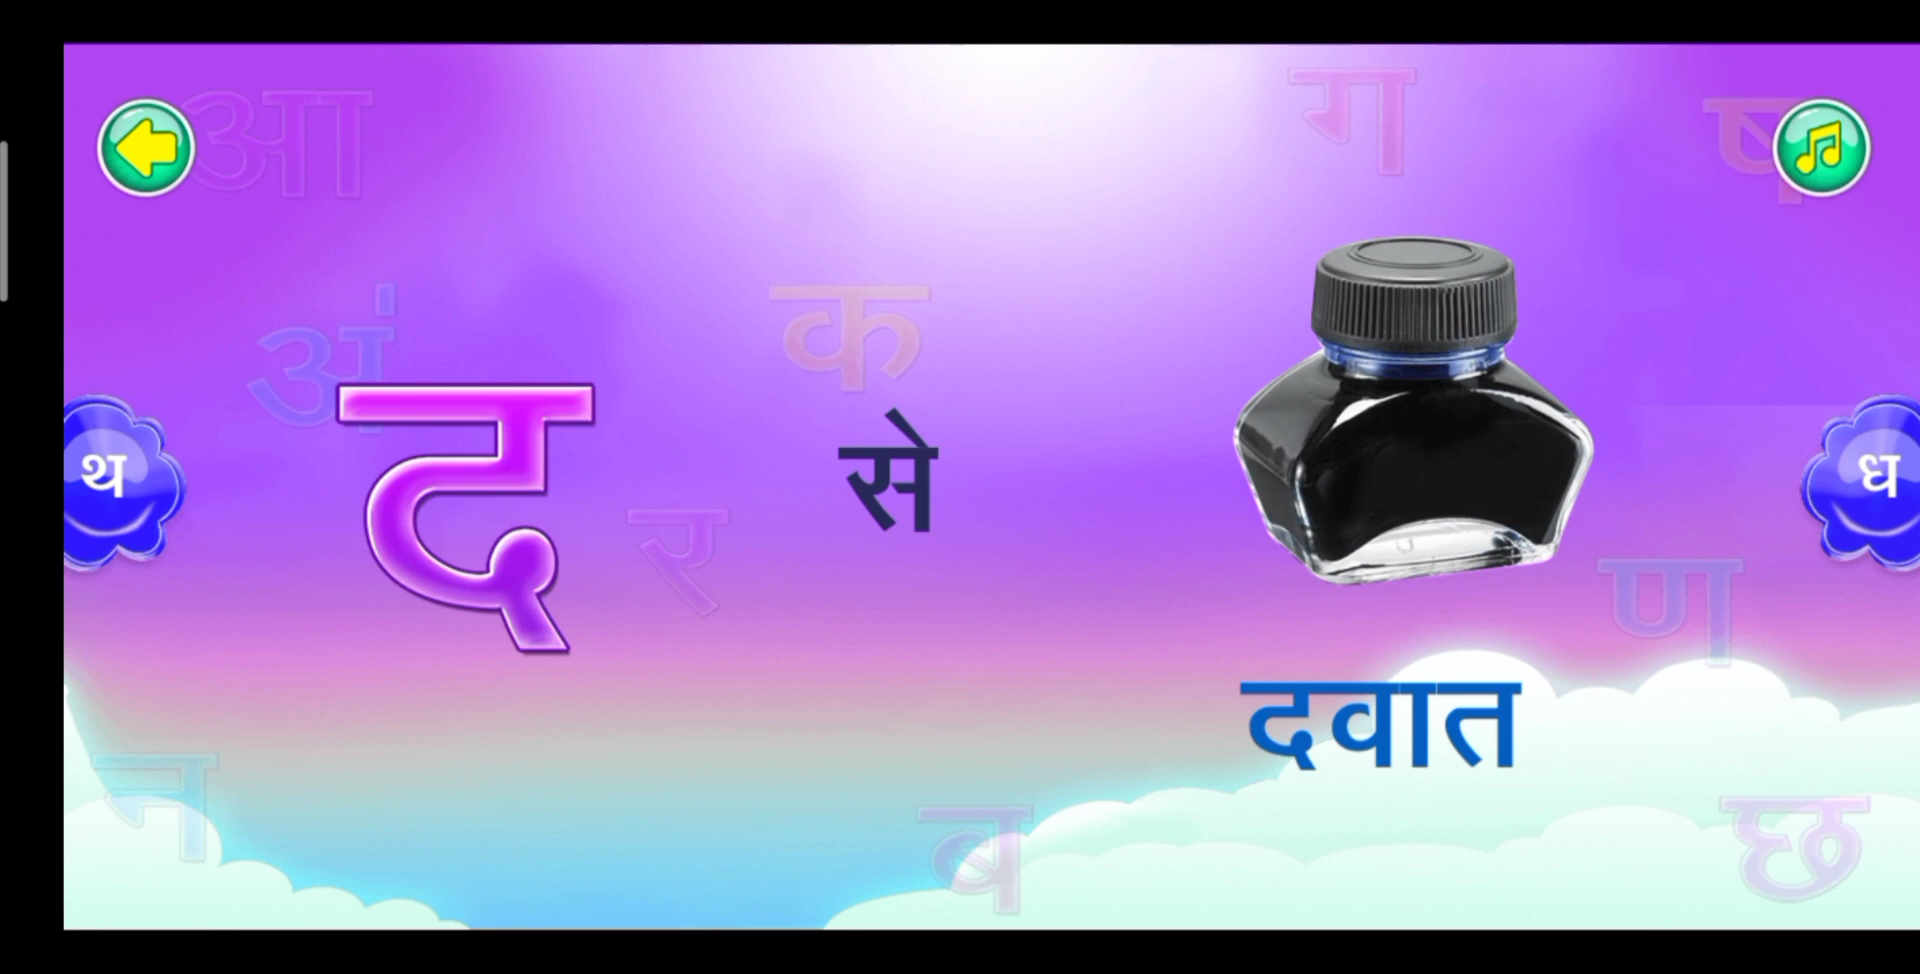 आ
ग
ष
अं
क
थ
द
से
र
ध
ण
दवात
न
ब
छ